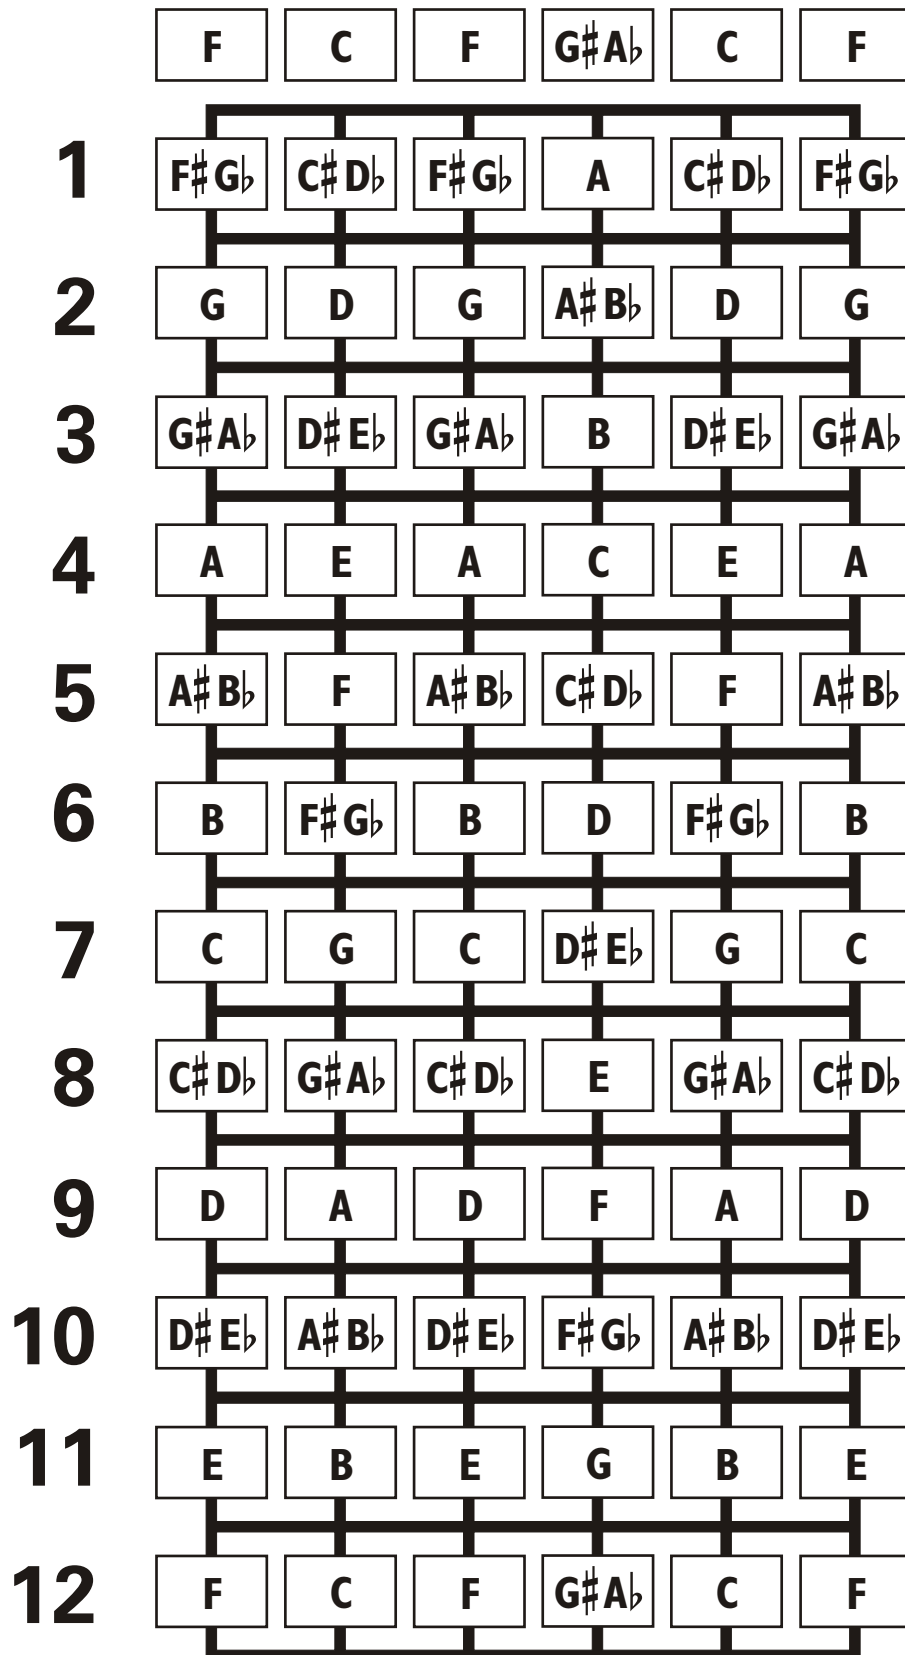 F C F G♯A♭ C F
1 F♯G♭ C♯D♭ F♯G♭ A C♯D♭ F♯G♭
2 G D G A♯B♭ D G
3 G♯A♭ D♯E♭ G♯A♭ B D♯E♭ G♯A♭
4 A E A C E A
5 A♯B♭ F A♯B♭ C♯D♭ F A♯B♭
6 B F♯G♭ B D F♯G♭ B
7 C G C D♯E♭ G C
8 C♯D♭ G♯A♭ C♯D♭ E G♯A♭ C♯D♭
9 D A D F A D
10 D♯E♭ A♯B♭ D♯E♭ F♯G♭ A♯B♭ D♯E♭
11 E B E G B E
12 F C F G♯A♭ C F